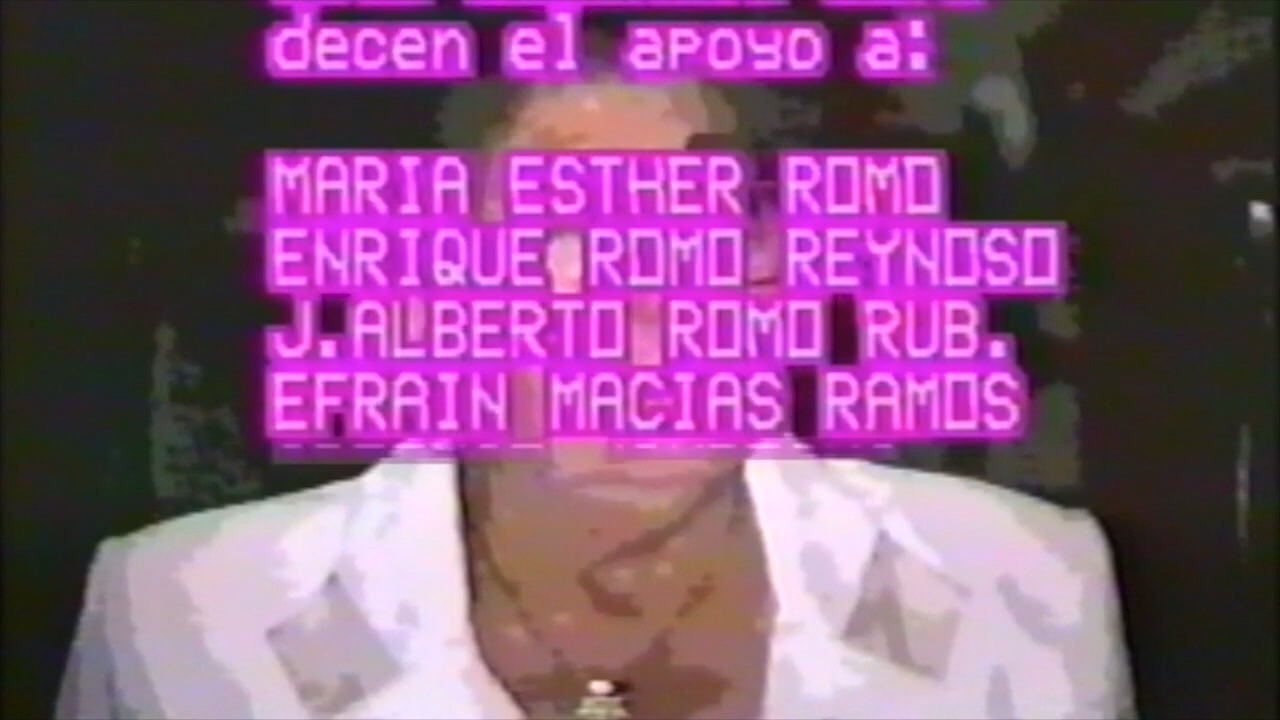 decen el apoyo a:
MARIA ESTHER ROMO
ENRIQUE ROMO REYNOSO
J.ALBERTO ROMO RUB.
EFRAIN MACIAS RAMOS